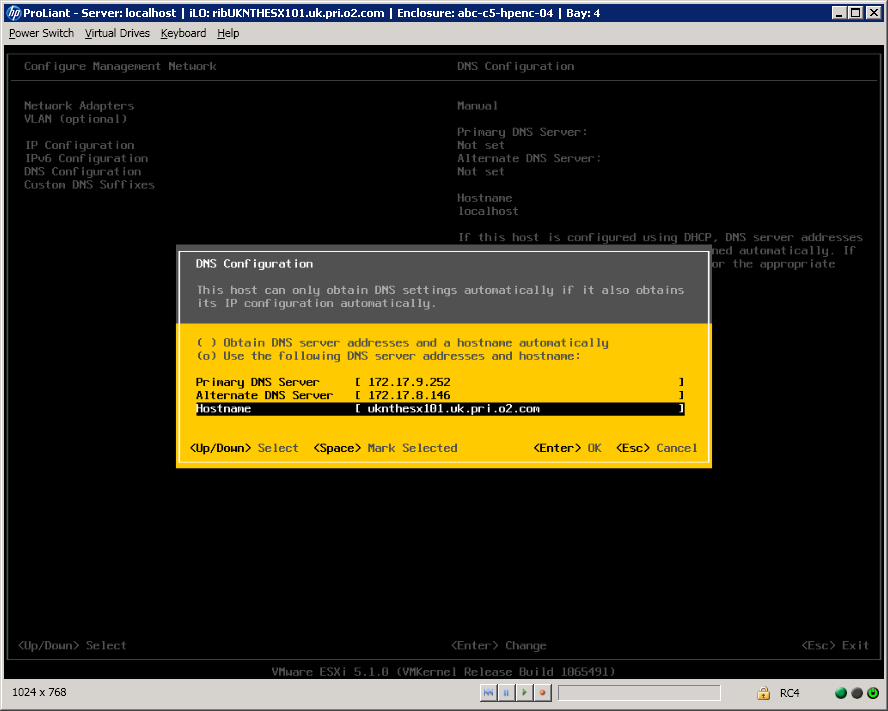 ProLiant - Server: localhost | iLO: ribUKNTHESX101.uk.pri.o2.com | Enclosure: abc-c5-hpenc-04 | Bay: 4
Power Switch Virtual Drives Keyboard Help
Configure Management Network
DNS Configuration
Network Adapters
VLAN (optional)
IP Configuration
IPv6 Configuration
DNS Configuration
Custom DNS Suffixes
Manual
Primary DNS Server:
Not set
Alternate DNS Server:
Not set
Hostname
localhost
If this host is configured using DHCP, DNS server addresses
ned automatically. If
or the appropriate
DNS Configuration
This host can only obtain DNS settings automatically if it also obtains
its IP configuration automatically.
( ) Obtain DNS server addresses and a hostname automatically
(o) Use the following DNS server addresses and hostname:
Primary DNS Server [ 172.17.9.252 ]
Alternate DNS Server [ 172.17.8.146 ]
Hostname [ uknthesx101.uk.pri.o2.com ]
<Up/Down> Select <Space> Mark Selected <Enter> OK <Esc> Cancel
<Up/Down> Select <Enter> Change <Esc> Exit
VMware ESXi 5.1.0 (VMKernel Release Build 1065491)
1024 x 768 RC4